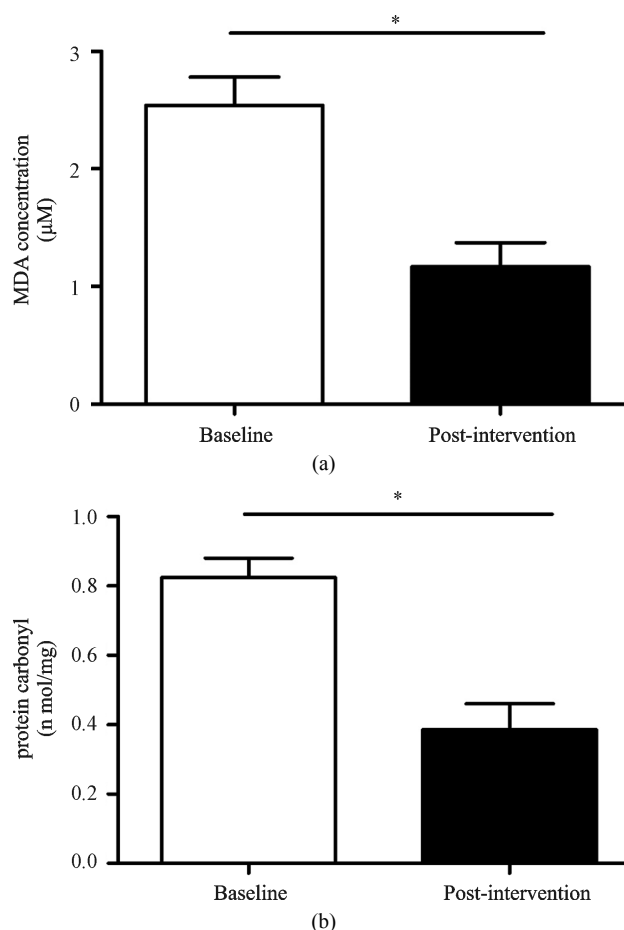 *
3
2
1
0
MDA concentration
(μM)
Baseline Post-intervention
(a)
*
1.0
0.8
0.6
0.4
0.2
0.0
protein carbonyl
(n mol/mg)
Baseline Post-intervention
(b)